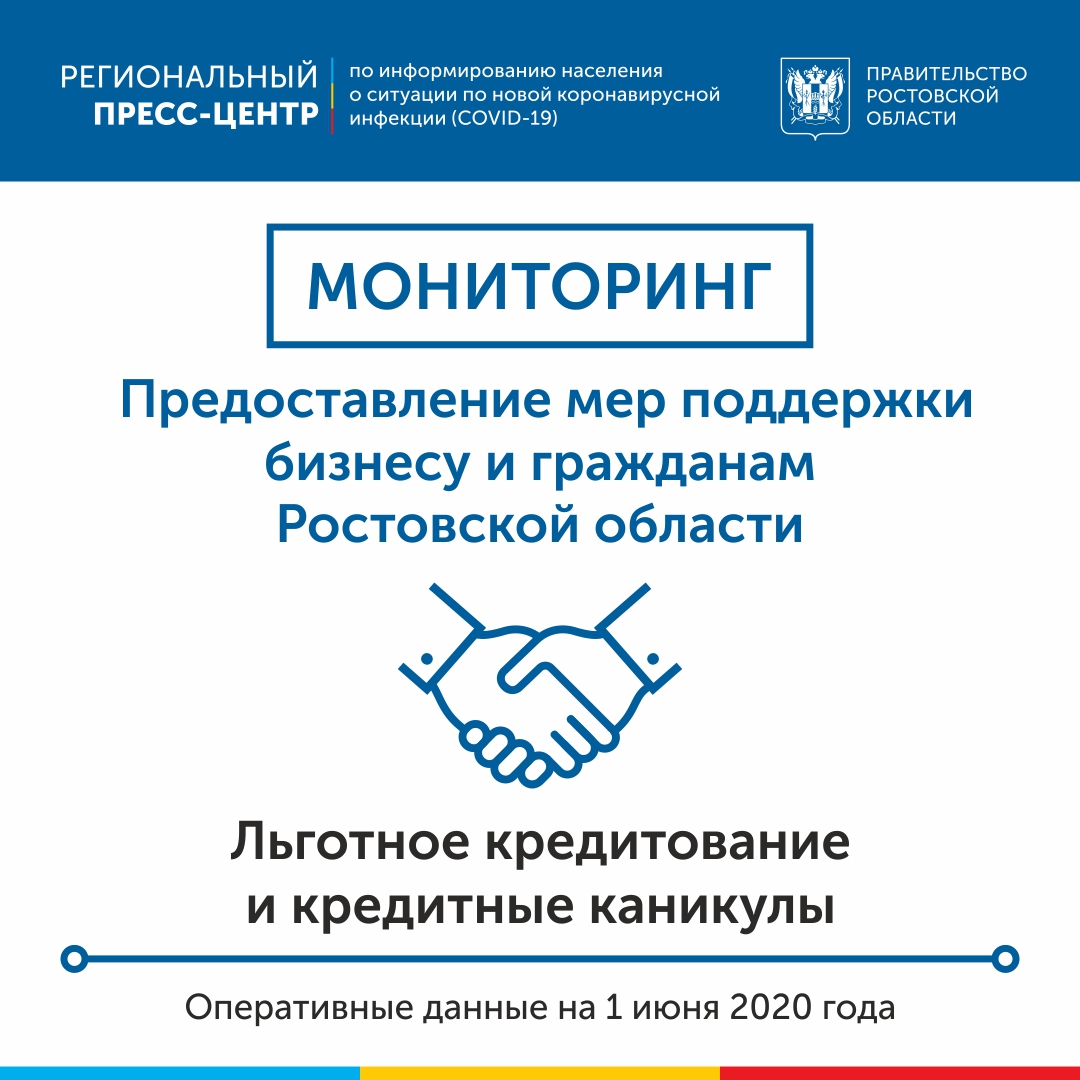 РЕГИОНАЛЬНЫЙ
ПРЕСС-ЦЕНТР
по информированию населения
о ситуации по новой коронавирусной
инфекции (COVID-19)
ПРАВИТЕЛЬСТВО
РОСТОВСКОЙ
ОБЛАСТИ
МОНИТОРИНГ
Предоставление мер поддержки
бизнесу и гражданам
Ростовской области
Льготное кредитование
и кредитные каникулы
Оперативные данные на 1 июня 2020 года